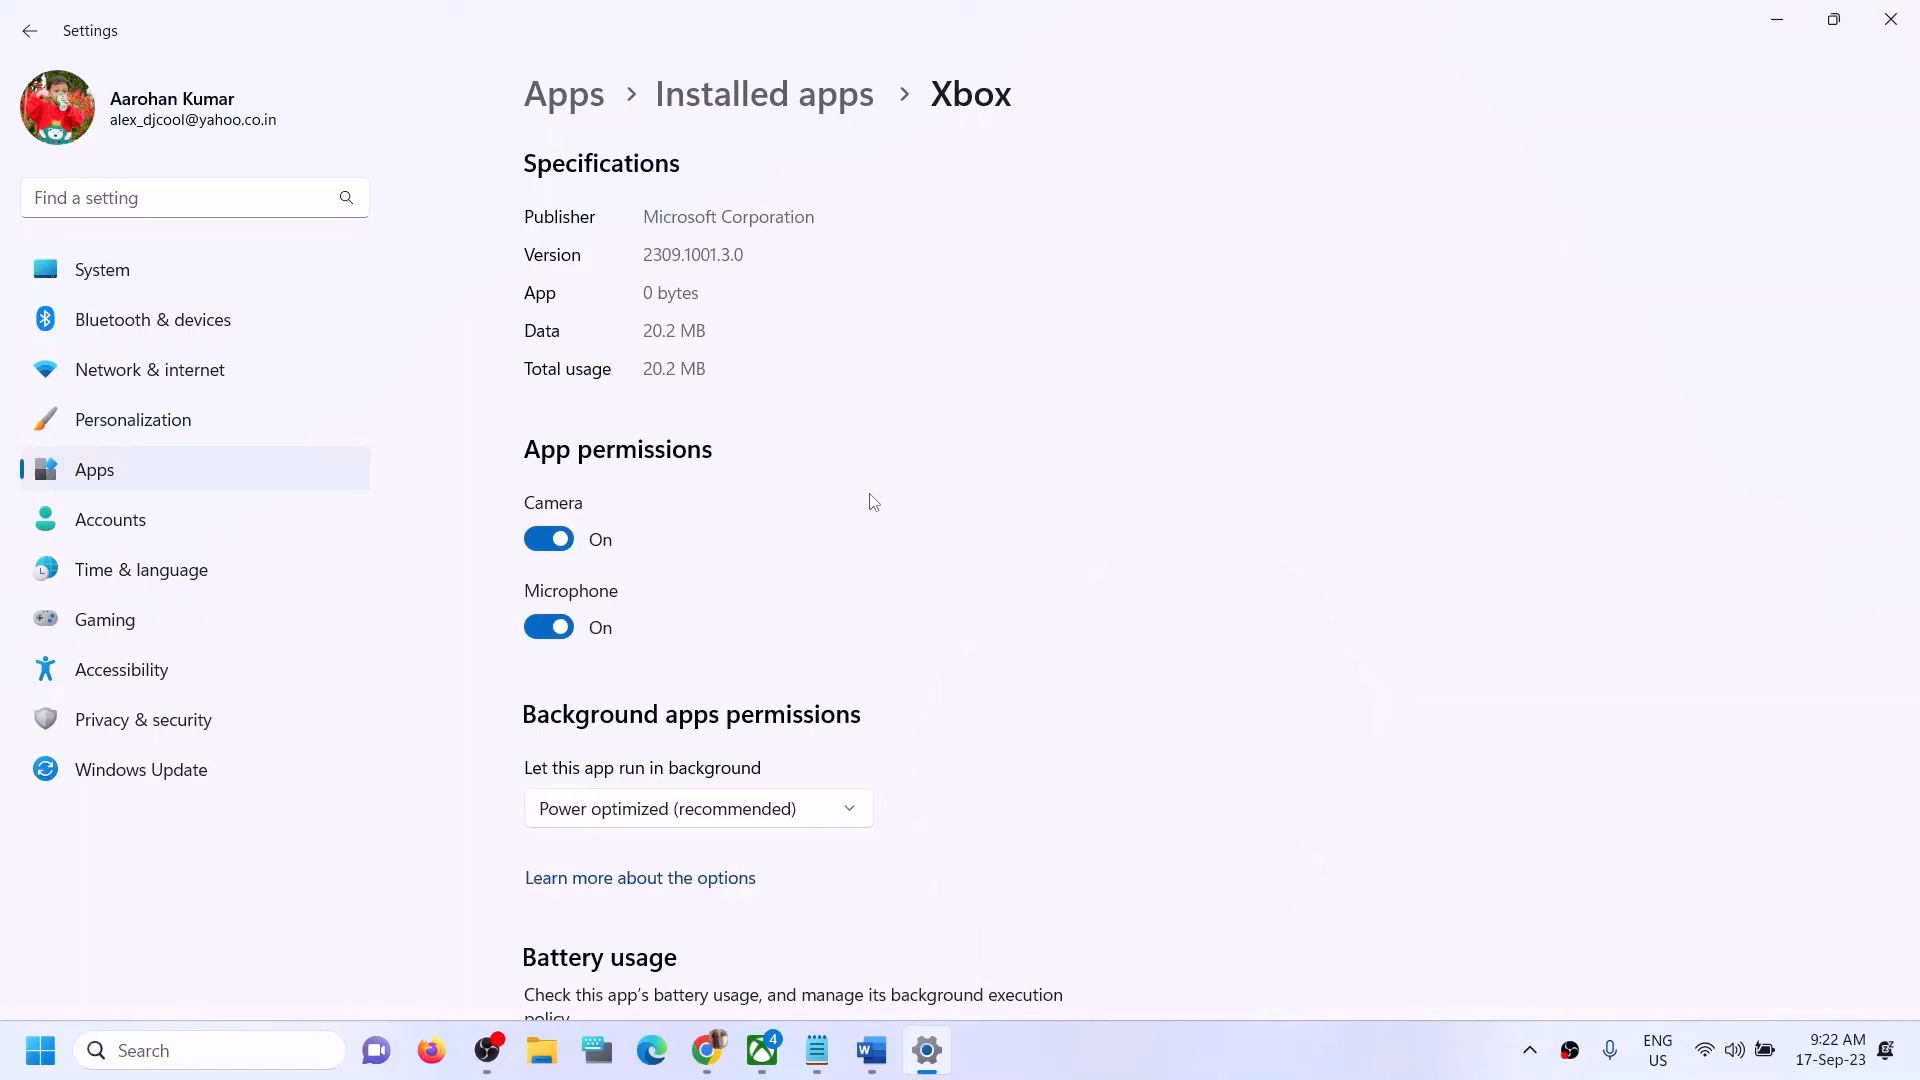 Settings
Aarohan Kumar
alex_djcool@yahoo.co.in
Find a setting
System
Bluetooth & devices
Network & internet
Personalization
Apps
Accounts
Time & language
Gaming
Accessibility
Privacy & security
Windows Update
Apps > Installed apps > Xbox
Specifications
Publisher Microsoft Corporation
Version 2309.1001.3.0
App 0 bytes
Data 20.2 MB
Total usage 20.2 MB
App permissions
Camera
On
Microphone
On
Background apps permissions
Let this app run in background
Power optimized (recommended)
Learn more about the options
Battery usage
Check this app's battery usage, and manage its background execution
policy
Search
4
ENG
US
9:22 AM
17-Sep-23